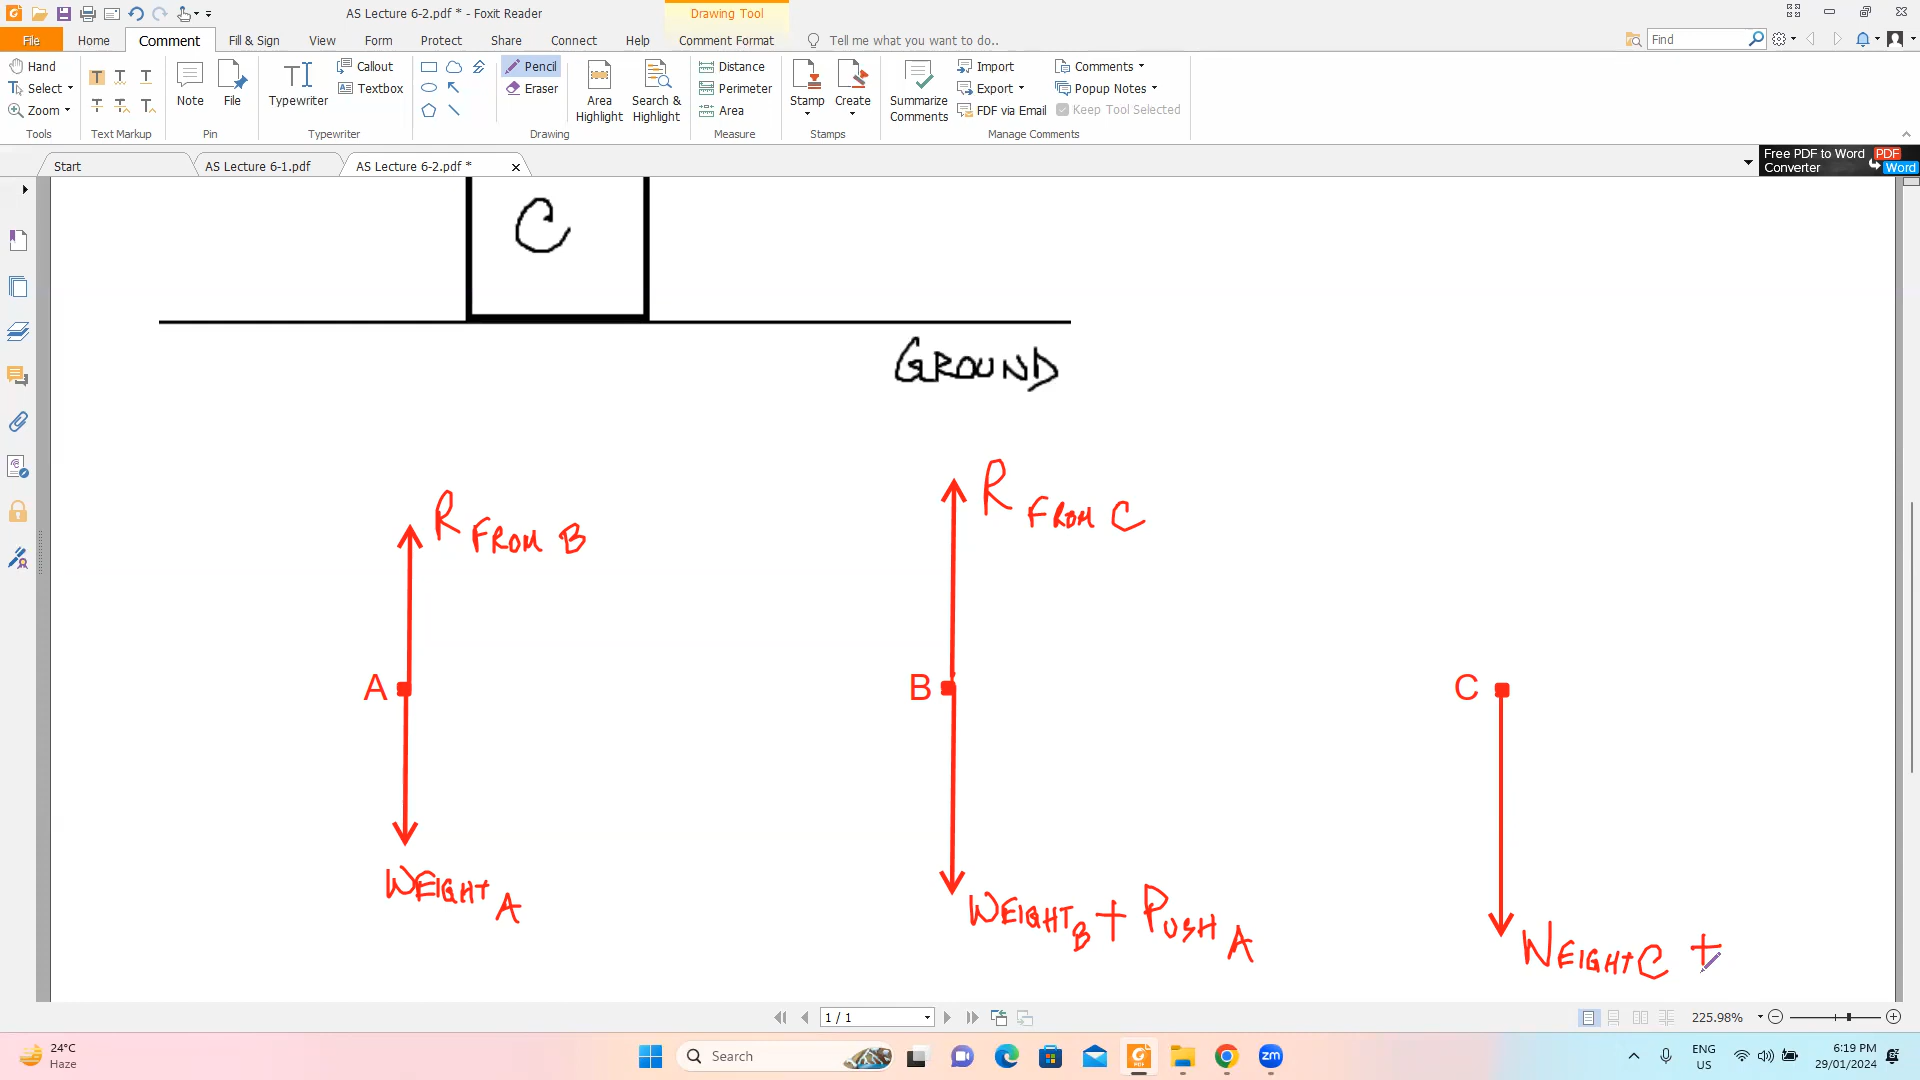 AS Lecture 6-2.pdf * - Foxit Reader
Drawing Tool
File Home Comment Fill & Sign View Form Protect Share Connect Help Comment Format Tell me what you want to do.. Find
Hand
Select
Zoom
Tools
Text Markup
Note
File
Pin
Typewriter
Callout
Textbox
Typewriter
Pencil
Eraser
Drawing
Area
Highlight
Search &
Highlight
Distance
Perimeter
Area
Measure
Stamp
Create
Stamps
Summarize
Comments
Import
Export
FDF via Email
Comments
Popup Notes
Keep Tool Selected
Manage Comments
Start
AS Lecture 6-1.pdf
AS Lecture 6-2.pdf *
Free PDF to Word
Converter
PDF
Word
C
GROUND
R FROM B
R FROM C
A
B
C
WEIGHT A
WEIGHT B + PUSH A
WEIGHT C +
1 / 1
225.98%
24°C
Haze
Search
zm
ENG
US
6:19 PM
29/01/2024